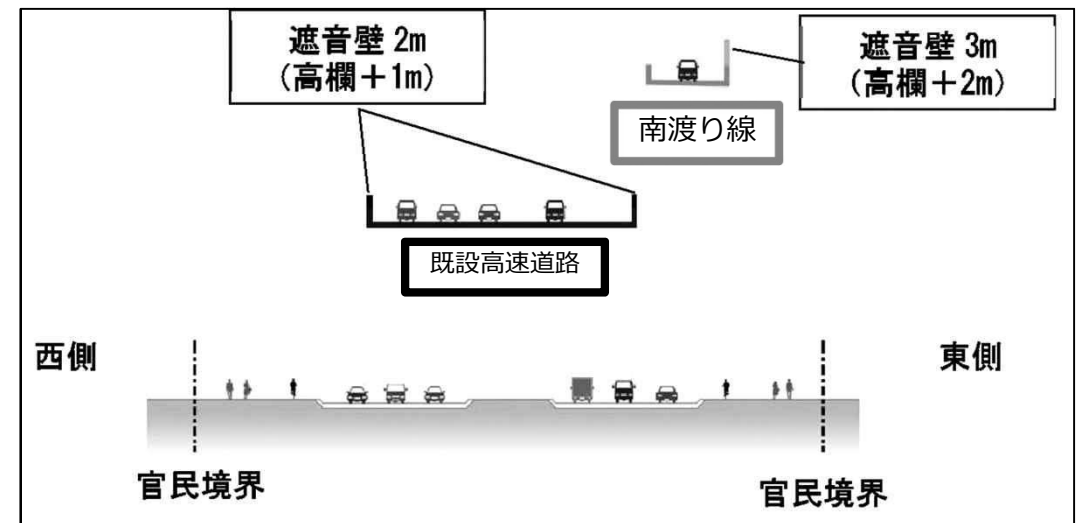 遮音壁 2m
(高欄+1m)
遮音壁 3m
(高欄+2m)
南渡り線
既設高速道路
西側
東側
官民境界
官民境界